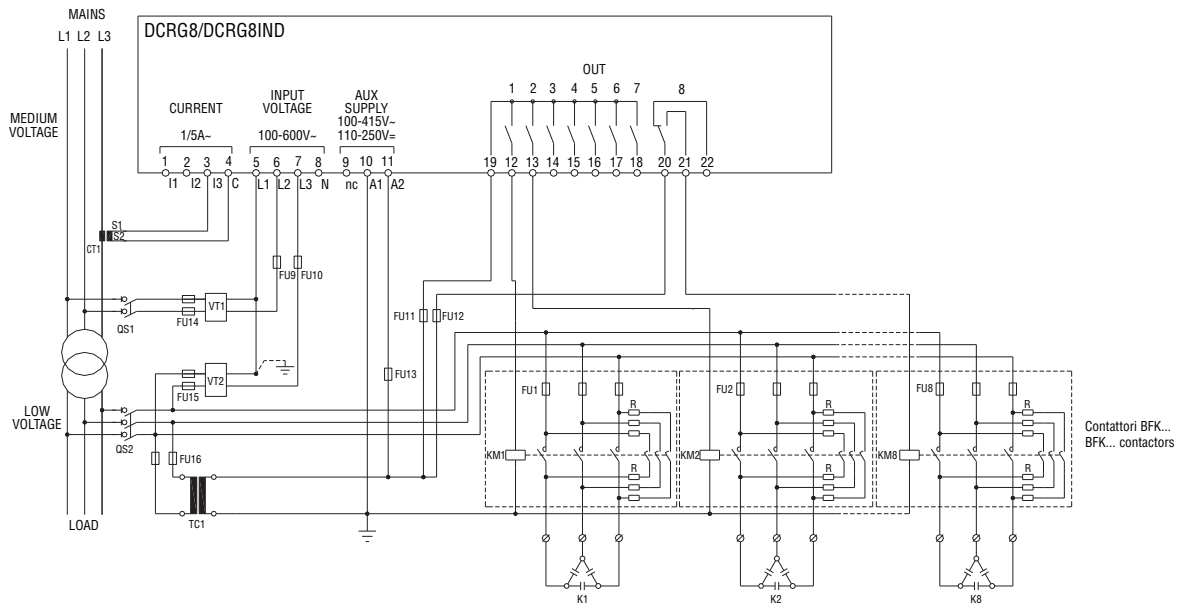 MAINS
L1 L2 L3
DCRG8/DCRG8IND
MEDIUM
VOLTAGE
CURRENT
1/5A~
INPUT
VOLTAGE
100-600V~
AUX
SUPPLY
100-415V~
110-250V=
OUT
1 2 3 4 5 6 7 8
1 2 3 4 5 6 7 8 9 10 11 19 12 13 14 15 16 17 18 20 21 22
I1 I2 I3 C L1 L2 L3 N nc A1 A2
S1
S2
CT1
FU9 FU10
VT1
FU14
QS1
FU11 FU12
VT2
FU15
FU13
LOW
VOLTAGE
QS2
FU16
TC1
LOAD
FU1 FU2 FU8
R R R
KM1 KM2 KM8
R R R
K1 K2 K8
Contattori BFK...
BFK... contactors